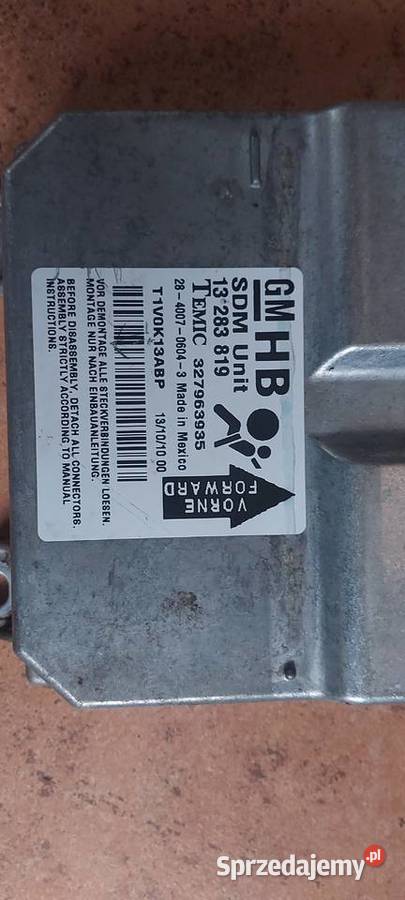 GM HB
SDM Unit
13 283 819
TEMIC 327963935
28-4007-0604-3 Made in Mexico
T1V0K13ABP 13/10/10 00
VORNE
FORWARD
VOR DEMONTAGE ALLE STECKVERBINDUNGEN LOESEN.
MONTAGE NUR NACH EINBAUANLEITUNG.
BEFORE DISASSEMBLY, DETACH ALL CONNECTORS.
ASSEMBLY STRICTLY ACCORDING TO MANUAL
INSTRUCTIONS.
Sprzedajemy.pl